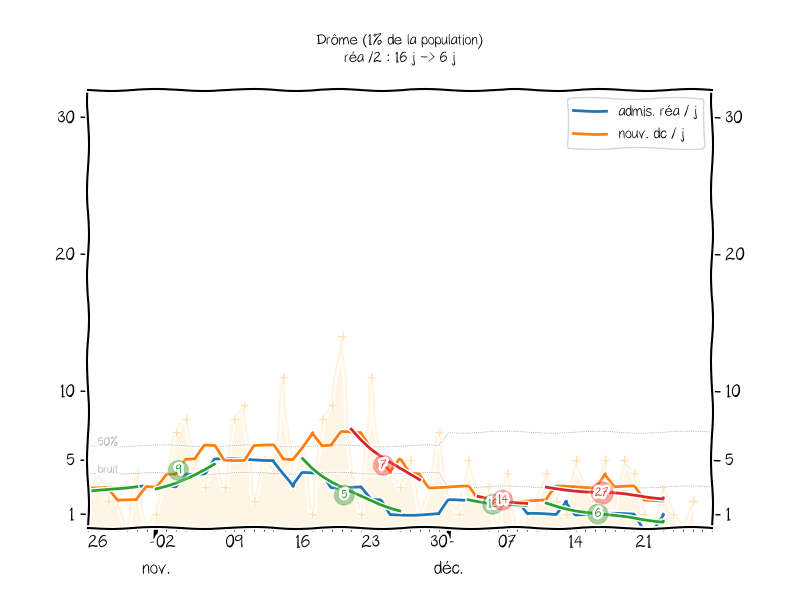 Drôme (1% de la population)
réa /2 : 16 j -> 6 j
admis. réa / j
nouv. dc / j
30 30
20 20
10 10
50%
5 5
bruit
1 1
9
7
5
14
27
6
26 02 09 16 23 30 07 14 21
nov. déc.